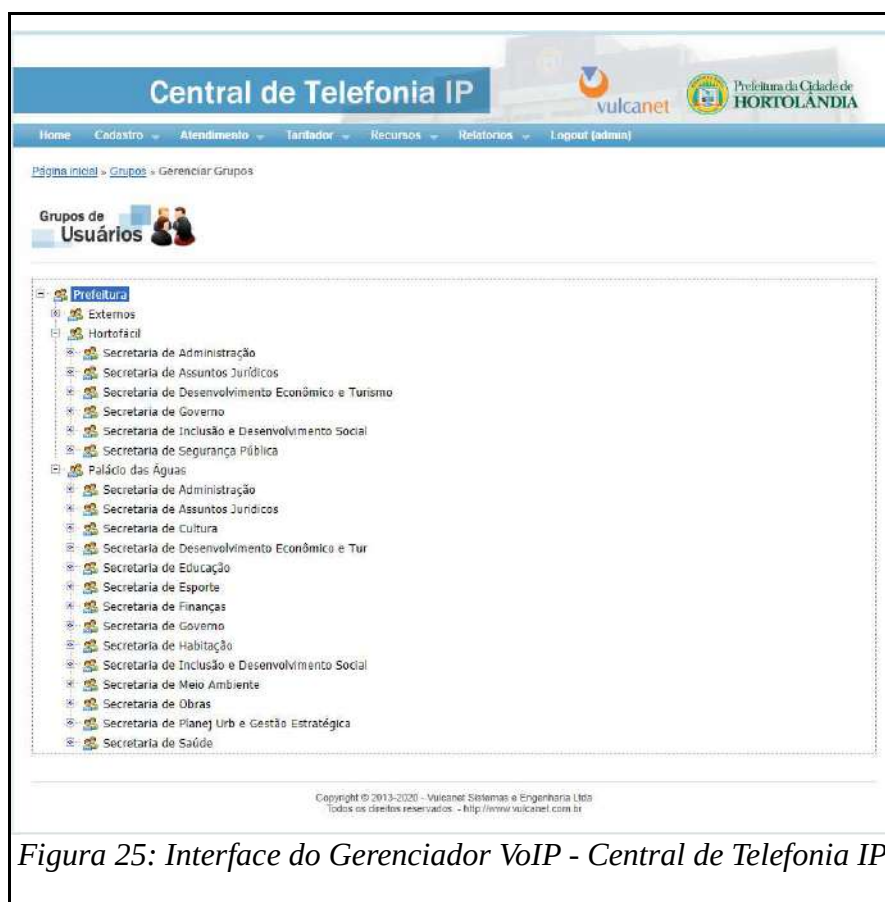 Central de Telefonia IP
vulcanet
Prefeitura da Cidade de
HORTOLÂNDIA
Home Cadastro Atendimento Tarifador Recursos Relatorios Logout (admin)
Página inicial » Grupos » Gerenciar Grupos
Grupos de
Usuários
Prefeitura
Externos
Hortofácil
Secretaria de Administração
Secretaria de Assuntos Jurídicos
Secretaria de Desenvolvimento Econômico e Turismo
Secretaria de Governo
Secretaria de Inclusão e Desenvolvimento Social
Secretaria de Segurança Pública
Palácio das Águas
Secretaria de Administração
Secretaria de Assuntos Jurídicos
Secretaria de Cultura
Secretaria de Desenvolvimento Econômico e Tur
Secretaria de Educação
Secretaria de Esporte
Secretaria de Finanças
Secretaria de Governo
Secretaria de Habitação
Secretaria de Inclusão e Desenvolvimento Social
Secretaria de Meio Ambiente
Secretaria de Obras
Secretaria de Planej Urb e Gestão Estratégica
Secretaria de Saúde
Copyright © 2013-2020 - Vulcanet Sistemas e Engenharia Ltda
Todos os direitos reservados. - http://www.vulcanet.com.br
Figura 25: Interface do Gerenciador VoIP - Central de Telefonia IP